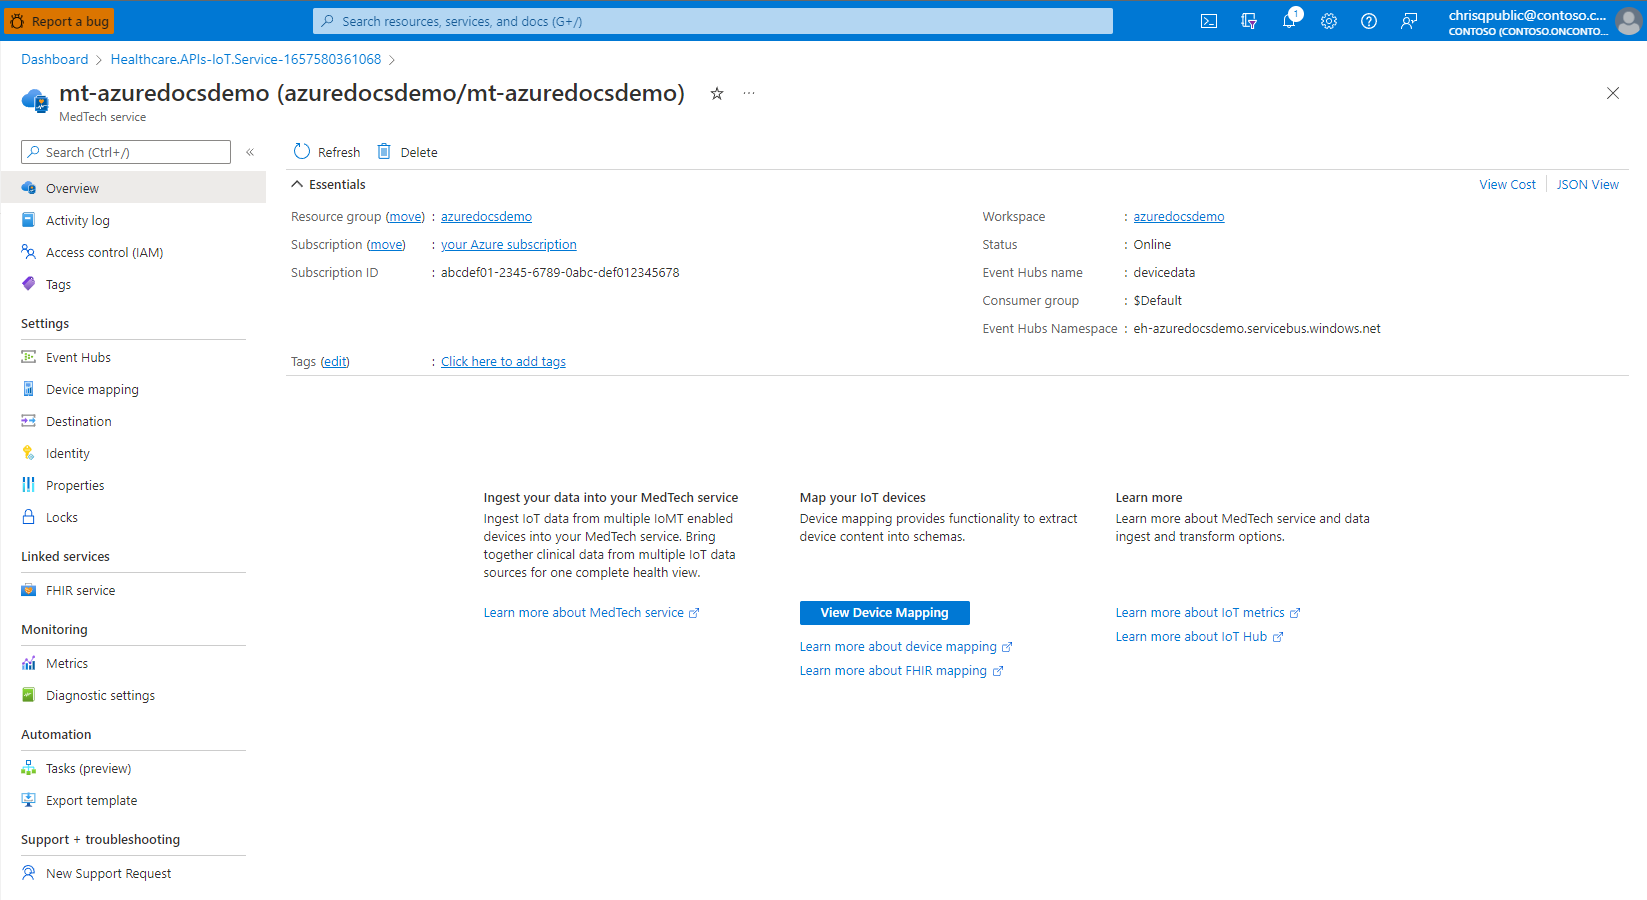 Report a bug
Search resources, services, and docs (G+/)
1
chrisqpublic@contoso.c...
CONTOSO (CONTOSO.ONCONTO...
Dashboard > Healthcare.APIs-IoT.Service-1657580361068 >
mt-azuredocsdemo (azuredocsdemo/mt-azuredocsdemo) ...
MedTech service
Search (Ctrl+/) «
Overview
Activity log
Access control (IAM)
Tags
Settings
Event Hubs
Device mapping
Destination
Identity
Properties
Locks
Linked services
FHIR service
Monitoring
Metrics
Diagnostic settings
Automation
Tasks (preview)
Export template
Support + troubleshooting
New Support Request
Refresh Delete
Essentials
View Cost JSON View
Resource group (move) : azuredocsdemo
Subscription (move) : your Azure subscription
Subscription ID : abcdef01-2345-6789-0abc-def012345678
Workspace : azuredocsdemo
Status : Online
Event Hubs name : devicedata
Consumer group : $Default
Event Hubs Namespace : eh-azuredocsdemo.servicebus.windows.net
Tags (edit) : Click here to add tags
Ingest your data into your MedTech service
Ingest IoT data from multiple IoMT enabled
devices into your MedTech service. Bring
together clinical data from multiple IoT data
sources for one complete health view.
Learn more about MedTech service
Map your IoT devices
Device mapping provides functionality to extract
device content into schemas.
View Device Mapping
Learn more about device mapping
Learn more about FHIR mapping
Learn more
Learn more about MedTech service and data
ingest and transform options.
Learn more about IoT metrics
Learn more about IoT Hub